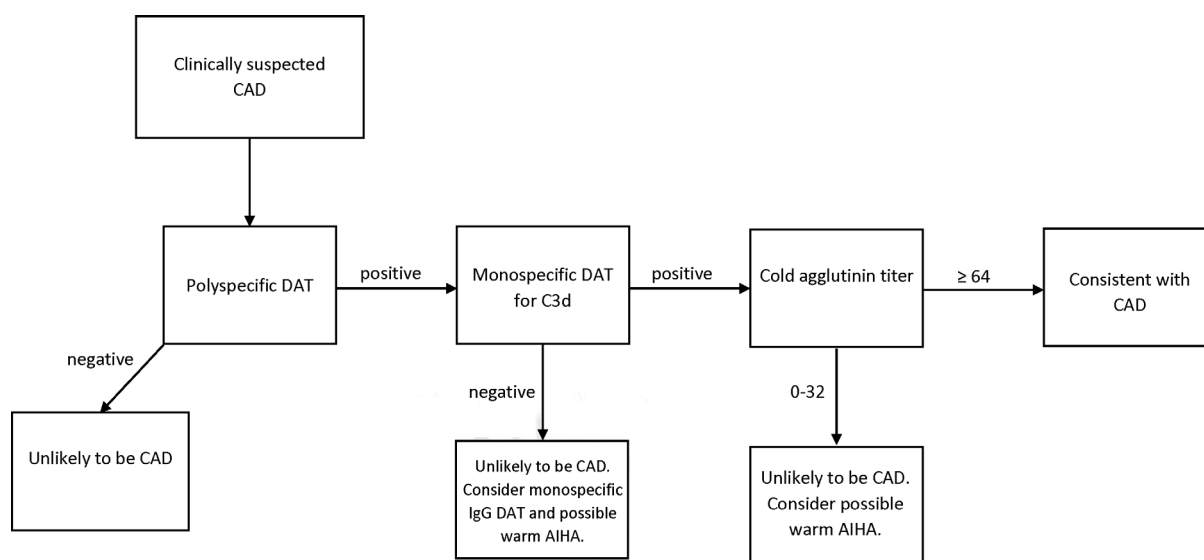 Clinically suspected
CAD
Polyspecific DAT
positive
Monospecific DAT
for C3d
positive
Cold agglutinin titer
≥ 64
Consistent with
CAD
negative
Unlikely to be CAD
negative
Unlikely to be CAD.
Consider monospecific
IgG DAT and possible
warm AIHA.
0-32
Unlikely to be CAD.
Consider possible
warm AIHA.